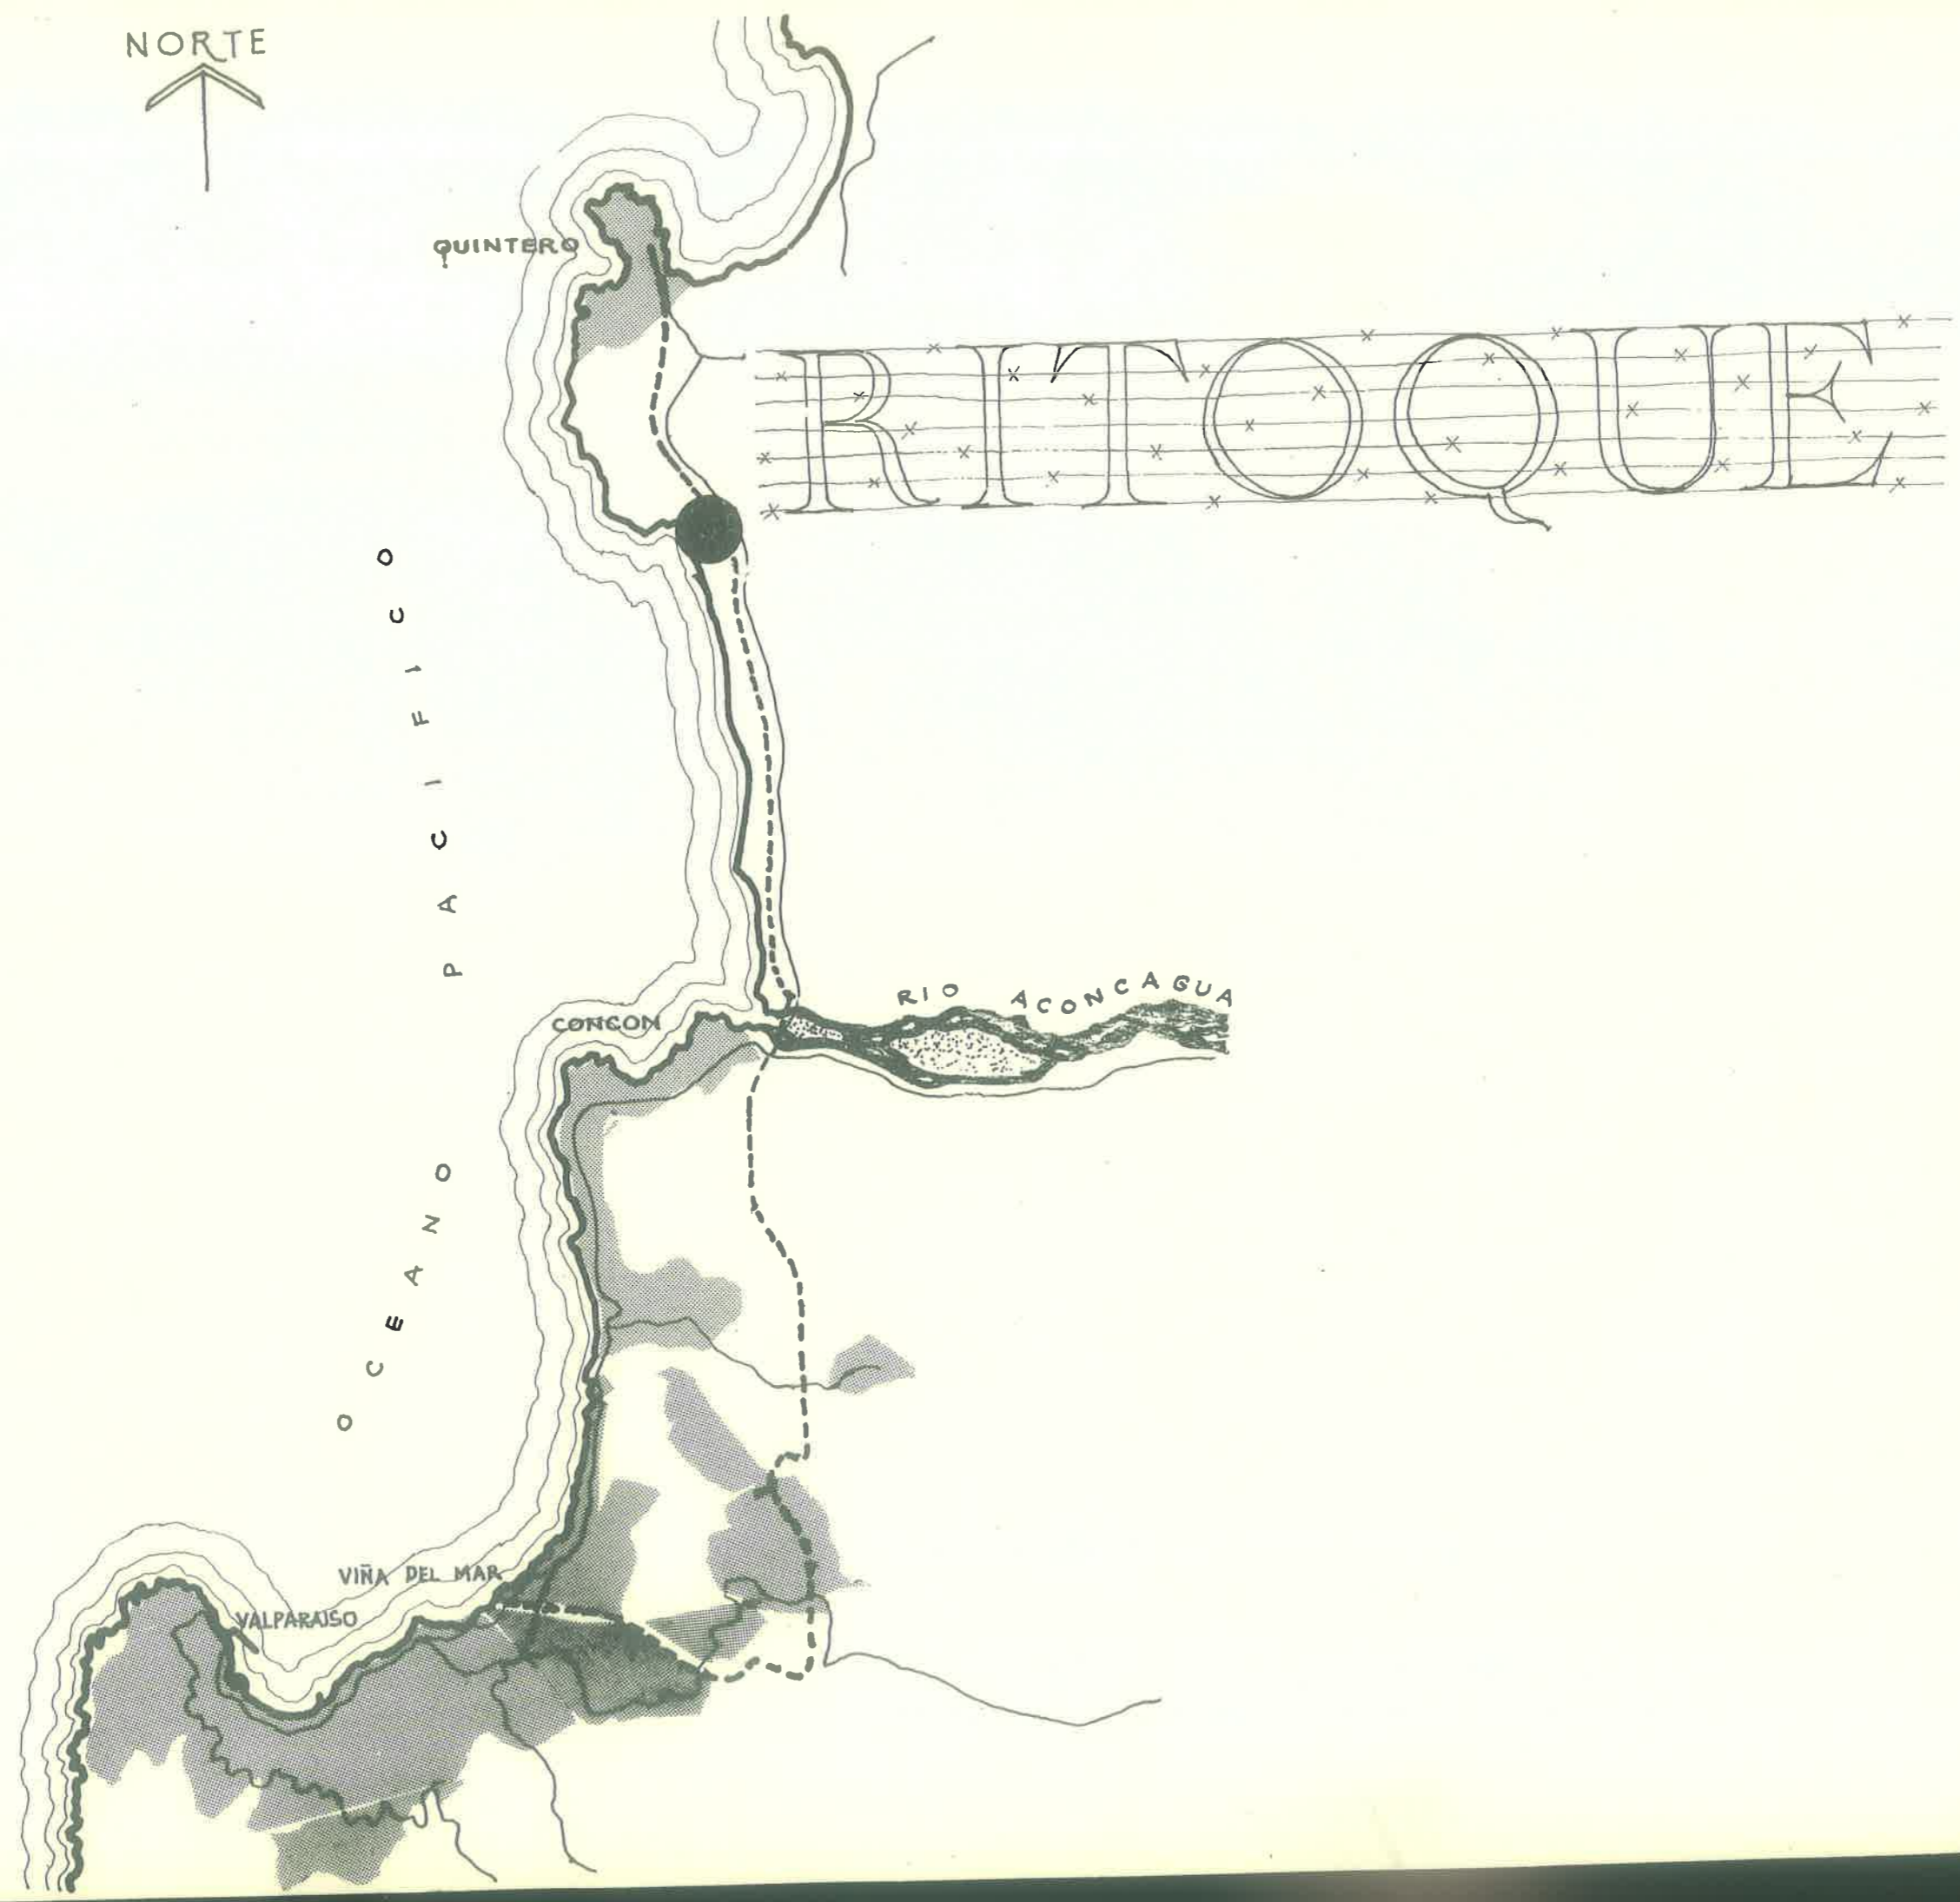 NORTE
QUINTERO
RITOQUE
OCEANO PACIFICO
RIO ACONCAGUA
CONCON
VIÑA DEL MAR
VALPARAISO